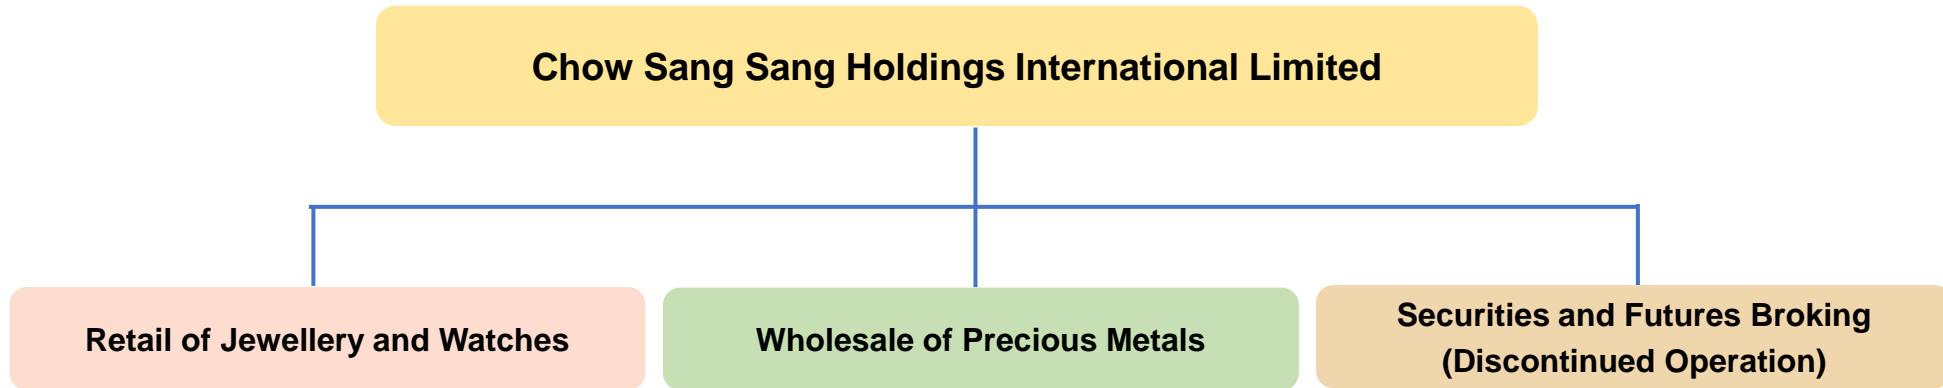 Chow Sang Sang Holdings International Limited
Retail of Jewellery and Watches
Wholesale of Precious Metals
Securities and Futures Broking
(Discontinued Operation)